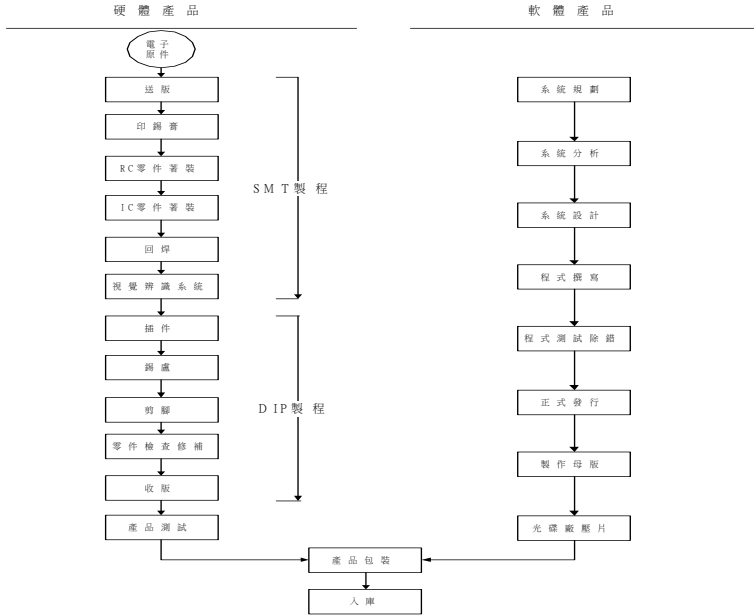 硬體產品
電子
原件
送版
印錫膏
RC零件著裝
IC零件著裝
回焊
視覺辨識系統
插件
錫盧
剪腳
零件檢查修補
收版
產品測試
SMT製程
DIP製程
軟體產品
系統規劃
系統分析
系統設計
程式撰寫
程式測試除錯
正式發行
製作母版
光碟廠壓片
產品包裝
入庫